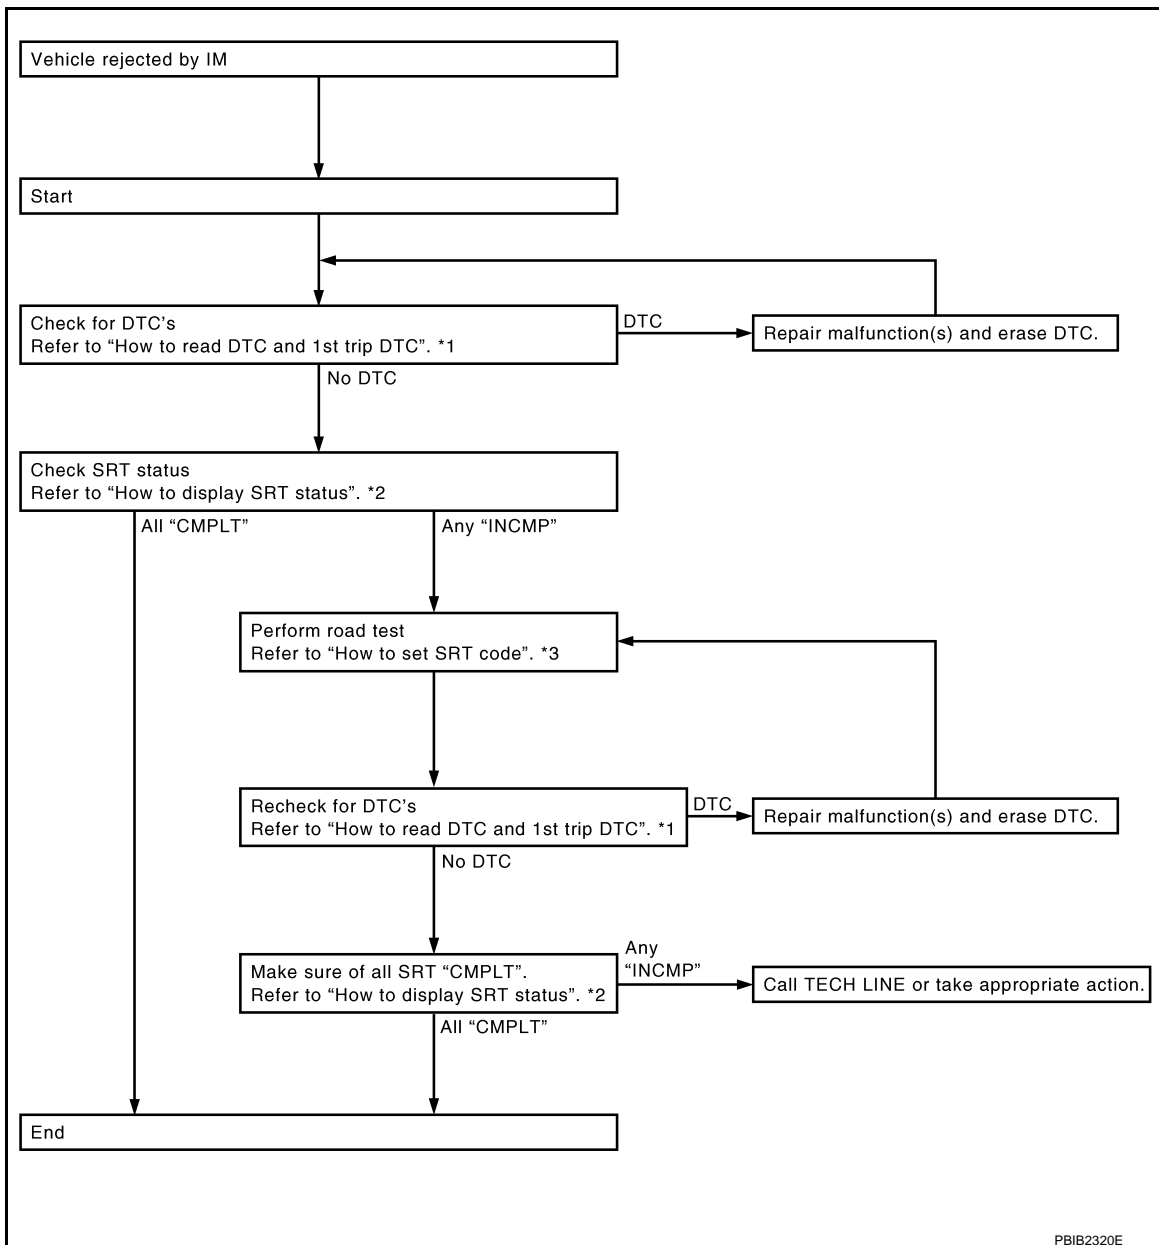 Vehicle rejected by IM
Start
Check for DTC's
Refer to “How to read DTC and 1st trip DTC”. *1
DTC
Repair malfunction(s) and erase DTC.
No DTC
Check SRT status
Refer to “How to display SRT status”. *2
All “CMPLT”
Any “INCMP”
Perform road test
Refer to “How to set SRT code”. *3
Recheck for DTC's
Refer to “How to read DTC and 1st trip DTC”. *1
DTC
Repair malfunction(s) and erase DTC.
No DTC
Make sure of all SRT “CMPLT”.
Refer to “How to display SRT status”. *2
Any
“INCMP”
Call TECH LINE or take appropriate action.
All “CMPLT”
End
PBIB2320E